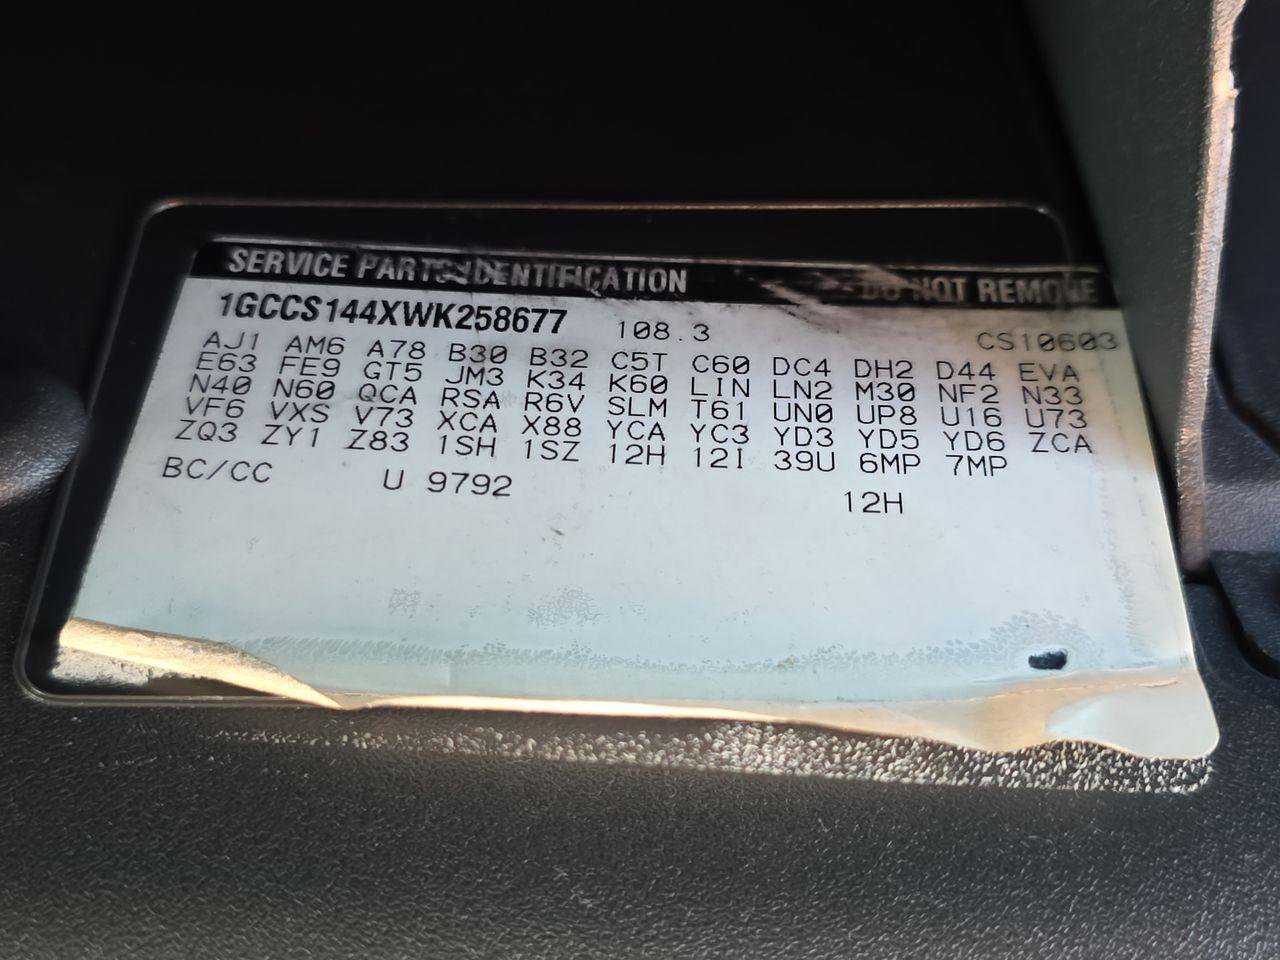 SERVICE PARTS IDENTIFICATION DO NOT REMOVE
1GCCS144XWK258677 108.3 CS10603
AJ1 AM6 A78 B30 B32 C5T C60 DC4 DH2 D44 EVA
E63 FE9 GT5 JM3 K34 K60 LIN LN2 M30 NF2 N33
N40 N60 QCA RSA R6V SLM T61 UN0 UP8 U16 U73
VF6 VXS V73 XCA X88 YCA YC3 YD3 YD5 YD6 ZCA
ZQ3 ZY1 Z83 1SH 1SZ 12H 12I 39U 6MP 7MP
BC/CC U 9792 12H